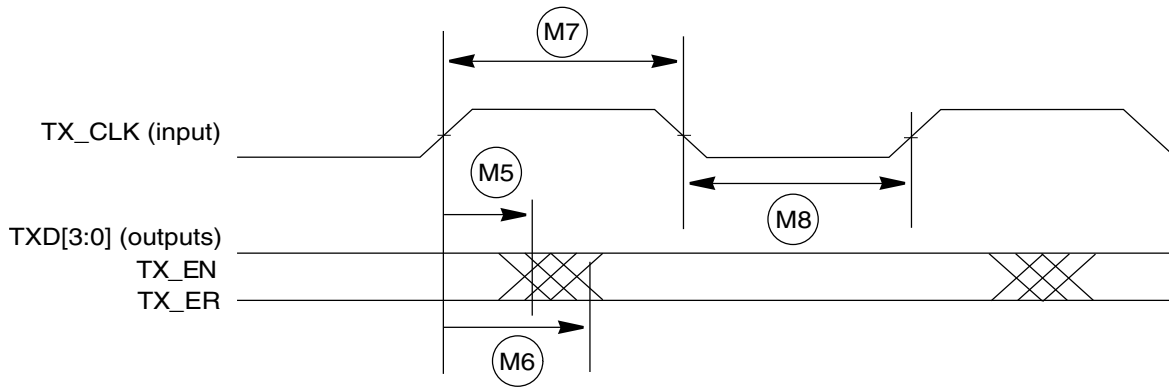 M7
TX_CLK (input)
M5
M8
TXD[3:0] (outputs)
TX_EN
TX_ER
M6